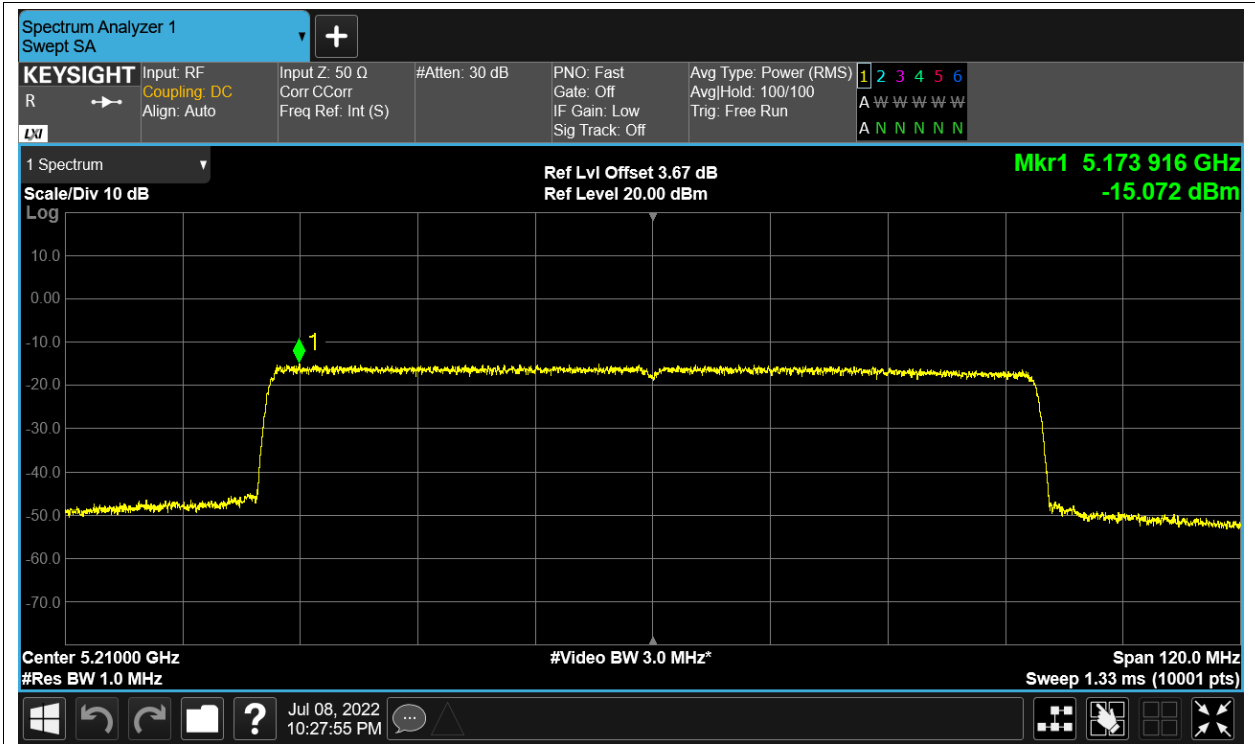 Spectrum Analyzer 1
Swept SA
KEYSIGHT
R
LXI
Input: RF
Coupling: DC
Align: Auto
Input Z: 50 Ω
Corr CCorr
Freq Ref: Int (S)
#Atten: 30 dB
PNO: Fast
Gate: Off
IF Gain: Low
Sig Track: Off
Avg Type: Power (RMS)
Avg|Hold: 100/100
Trig: Free Run
1 2 3 4 5 6
A W W W W W
A N N N N N
1 Spectrum
Scale/Div 10 dB
Ref Lvl Offset 3.67 dB
Ref Level 20.00 dBm
Mkr1 5.173 916 GHz
-15.072 dBm
Log
10.0
0.00
-10.0
-20.0
-30.0
-40.0
-50.0
-60.0
-70.0
1
Center 5.21000 GHz
#Res BW 1.0 MHz
#Video BW 3.0 MHz*
Span 120.0 MHz
Sweep 1.33 ms (10001 pts)
?
Jul 08, 2022
10:27:55 PM